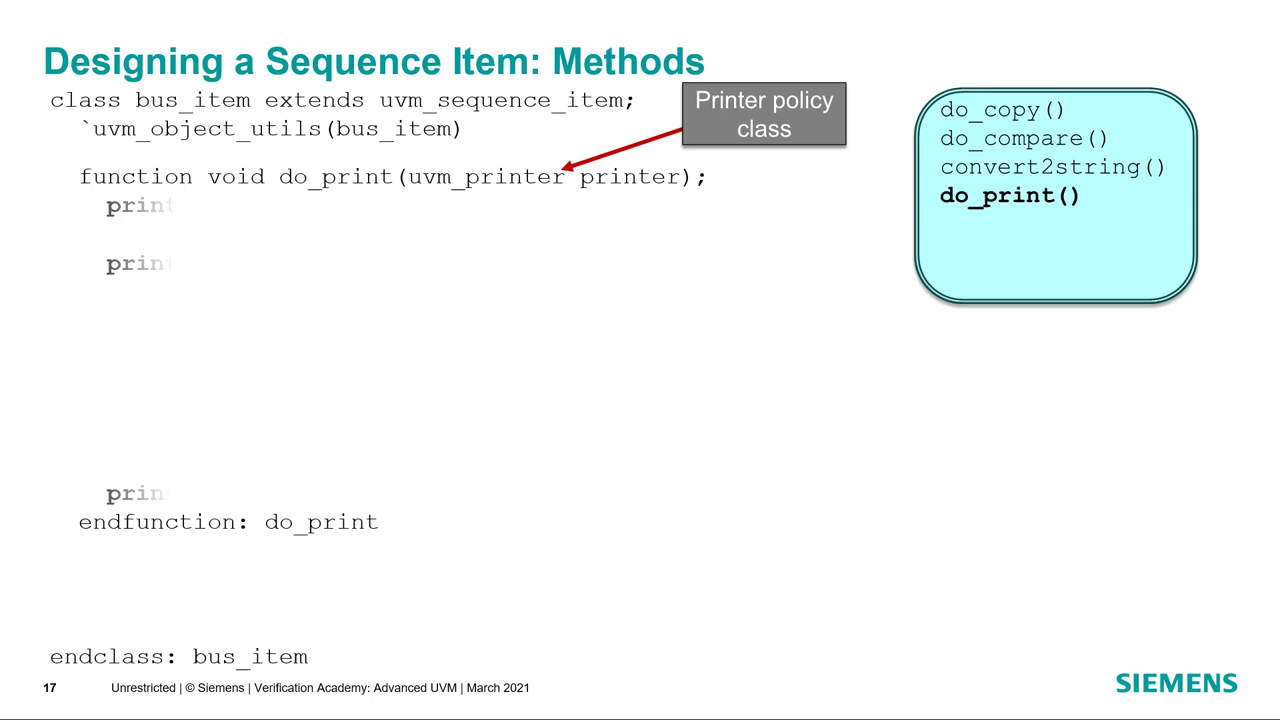 Designing a Sequence Item: Methods
class bus_item extends uvm_sequence_item;
`uvm_object_utils(bus_item)
Printer policy
class
function void do_print(uvm_printer printer);
print
print
prin
endfunction: do_print
endclass: bus_item
do_copy()
do_compare()
convert2string()
do_print()
17
Unrestricted | © Siemens | Verification Academy: Advanced UVM | March 2021
SIEMENS